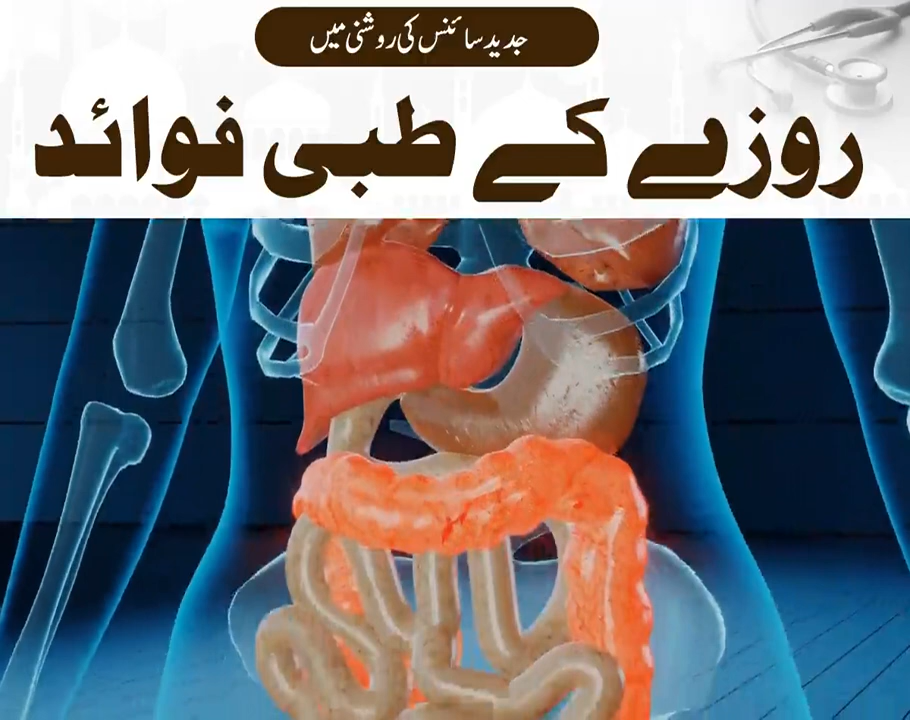 جدید سائنس کی روشنی میں
روزے کے طبی فوائد